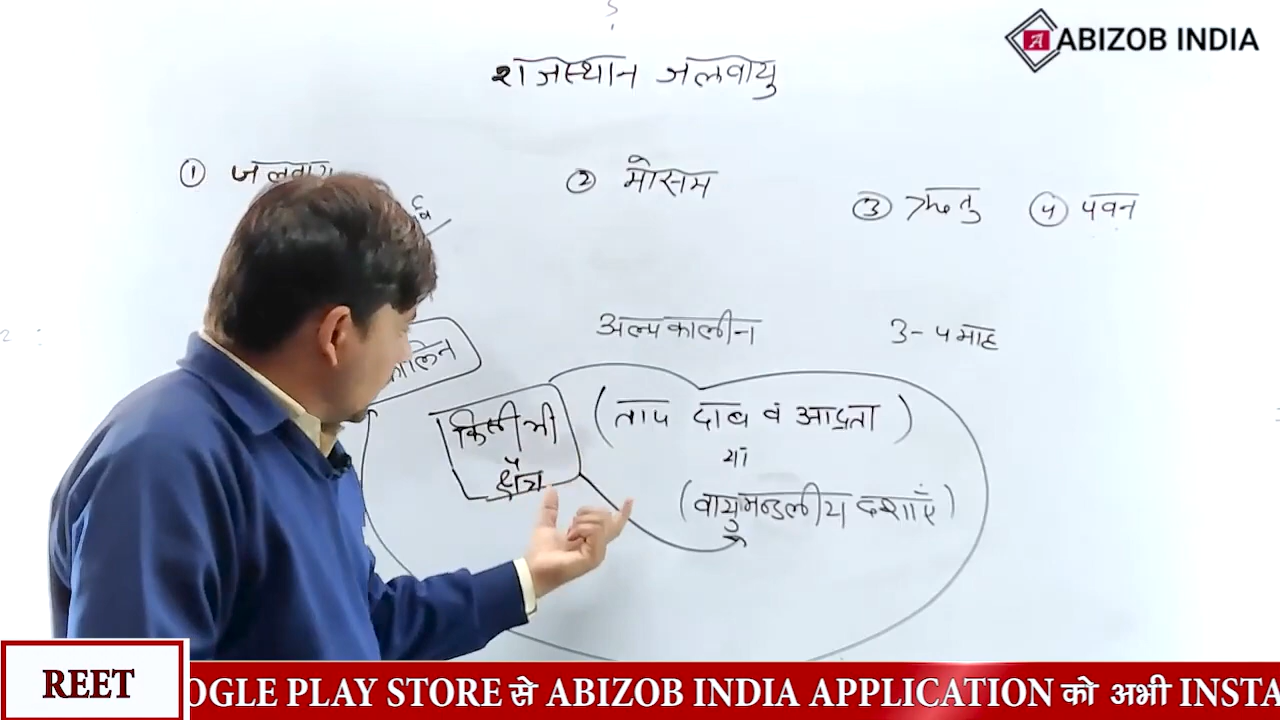 ABIZOB INDIA
राजस्थान जलवायु
① जलवायु
② मोसम
③ ऋतु
④ पवन
अल्पकालीन
3-4 माह
कालिन
किसी भी
क्षैत्र
(ताप दाब वं आद्रता)
यां
(वायुमन्डलीय दशाएं)
REET
OGLE PLAY STORE से ABIZOB INDIA APPLICATION को अभी INSTA